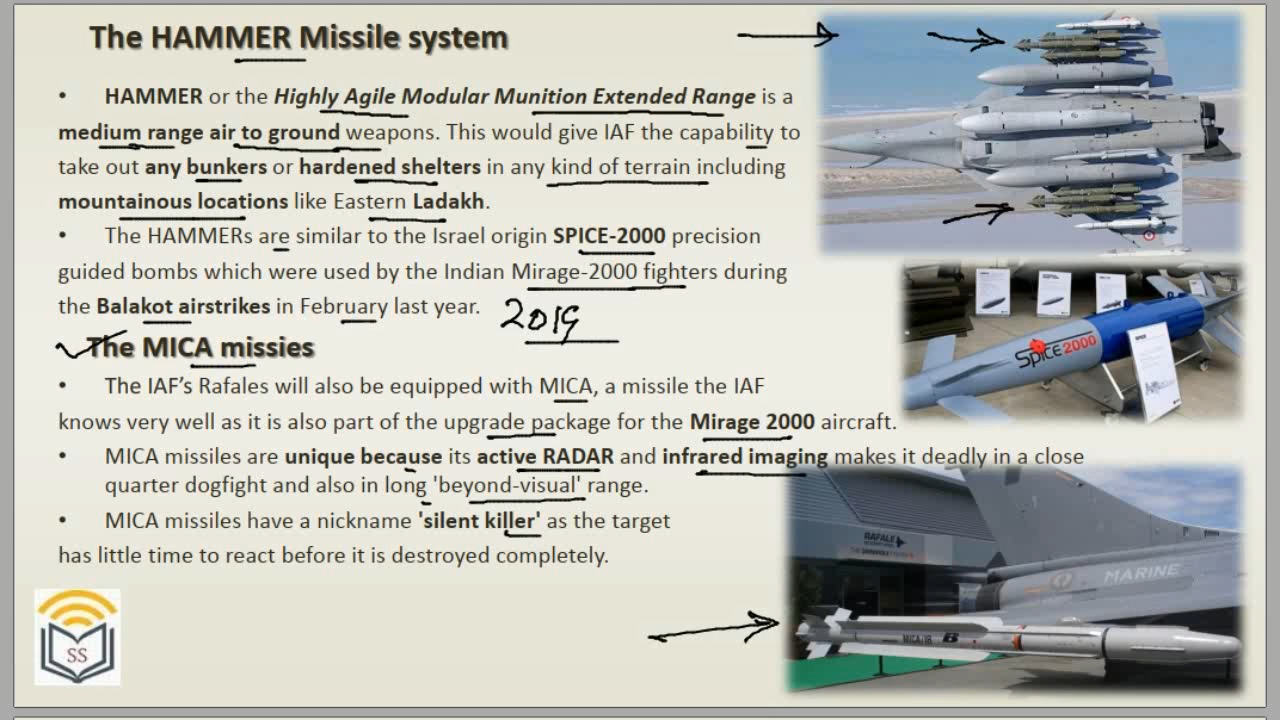 The HAMMER Missile system
• HAMMER or the Highly Agile Modular Munition Extended Range is a
medium range air to ground weapons. This would give IAF the capability to
take out any bunkers or hardened shelters in any kind of terrain including
mountainous locations like Eastern Ladakh.
• The HAMMERs are similar to the Israel origin SPICE-2000 precision
guided bombs which were used by the Indian Mirage-2000 fighters during
the Balakot airstrikes in February last year.
2019
The MICA missies
• The IAF's Rafales will also be equipped with MICA, a missile the IAF
knows very well as it is also part of the upgrade package for the Mirage 2000 aircraft.
• MICA missiles are unique because its active RADAR and infrared imaging makes it deadly in a close
quarter dogfight and also in long 'beyond-visual' range.
• MICA missiles have a nickname 'silent killer' as the target
has little time to react before it is destroyed completely.
SS
SPICE 2000
SPICE
RAFALE
MARINE
MICA/IR